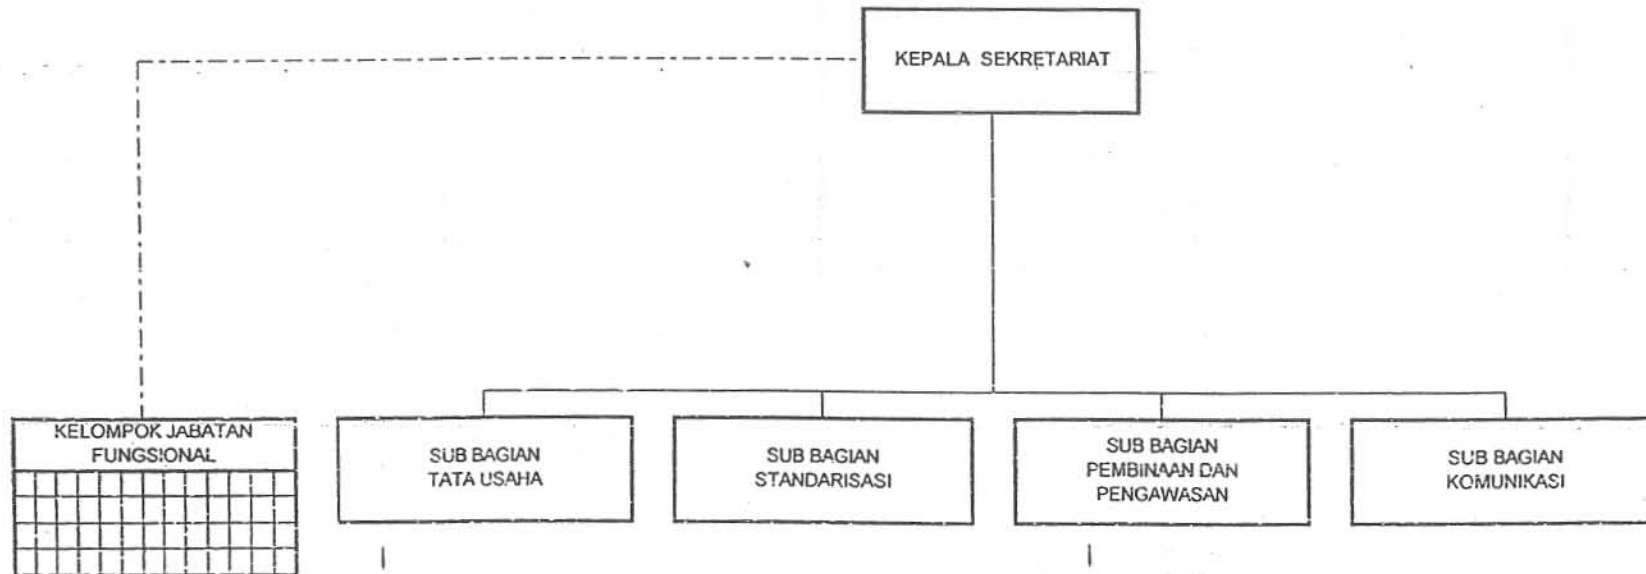 KEPALA SEKRETARIAT
KELOMPOK JABATAN
FUNGSIONAL
SUB BAGIAN
TATA USAHA
SUB BAGIAN
STANDARISASI
SUB BAGIAN
PEMBINAAN DAN
PENGAWASAN
SUB BAGIAN
KOMUNIKASI